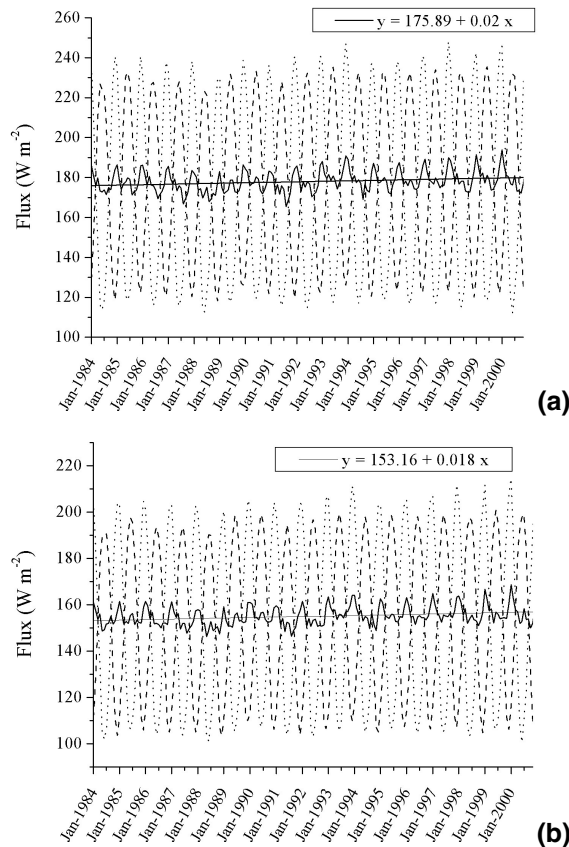 y = 175.89 + 0.02 x
260
240
220
200
180
160
140
120
100
Flux (W m-2)
Jan-1984
Jan-1985
Jan-1986
Jan-1987
Jan-1988
Jan-1989
Jan-1990
Jan-1991
Jan-1992
Jan-1993
Jan-1994
Jan-1995
Jan-1996
Jan-1997
Jan-1998
Jan-1999
Jan-2000
(a)
y = 153.16 + 0.018 x
220
200
180
160
140
120
100
Flux (W m-2)
Jan-1984
Jan-1985
Jan-1986
Jan-1987
Jan-1988
Jan-1989
Jan-1990
Jan-1991
Jan-1992
Jan-1993
Jan-1994
Jan-1995
Jan-1996
Jan-1997
Jan-1998
Jan-1999
Jan-2000
(b)